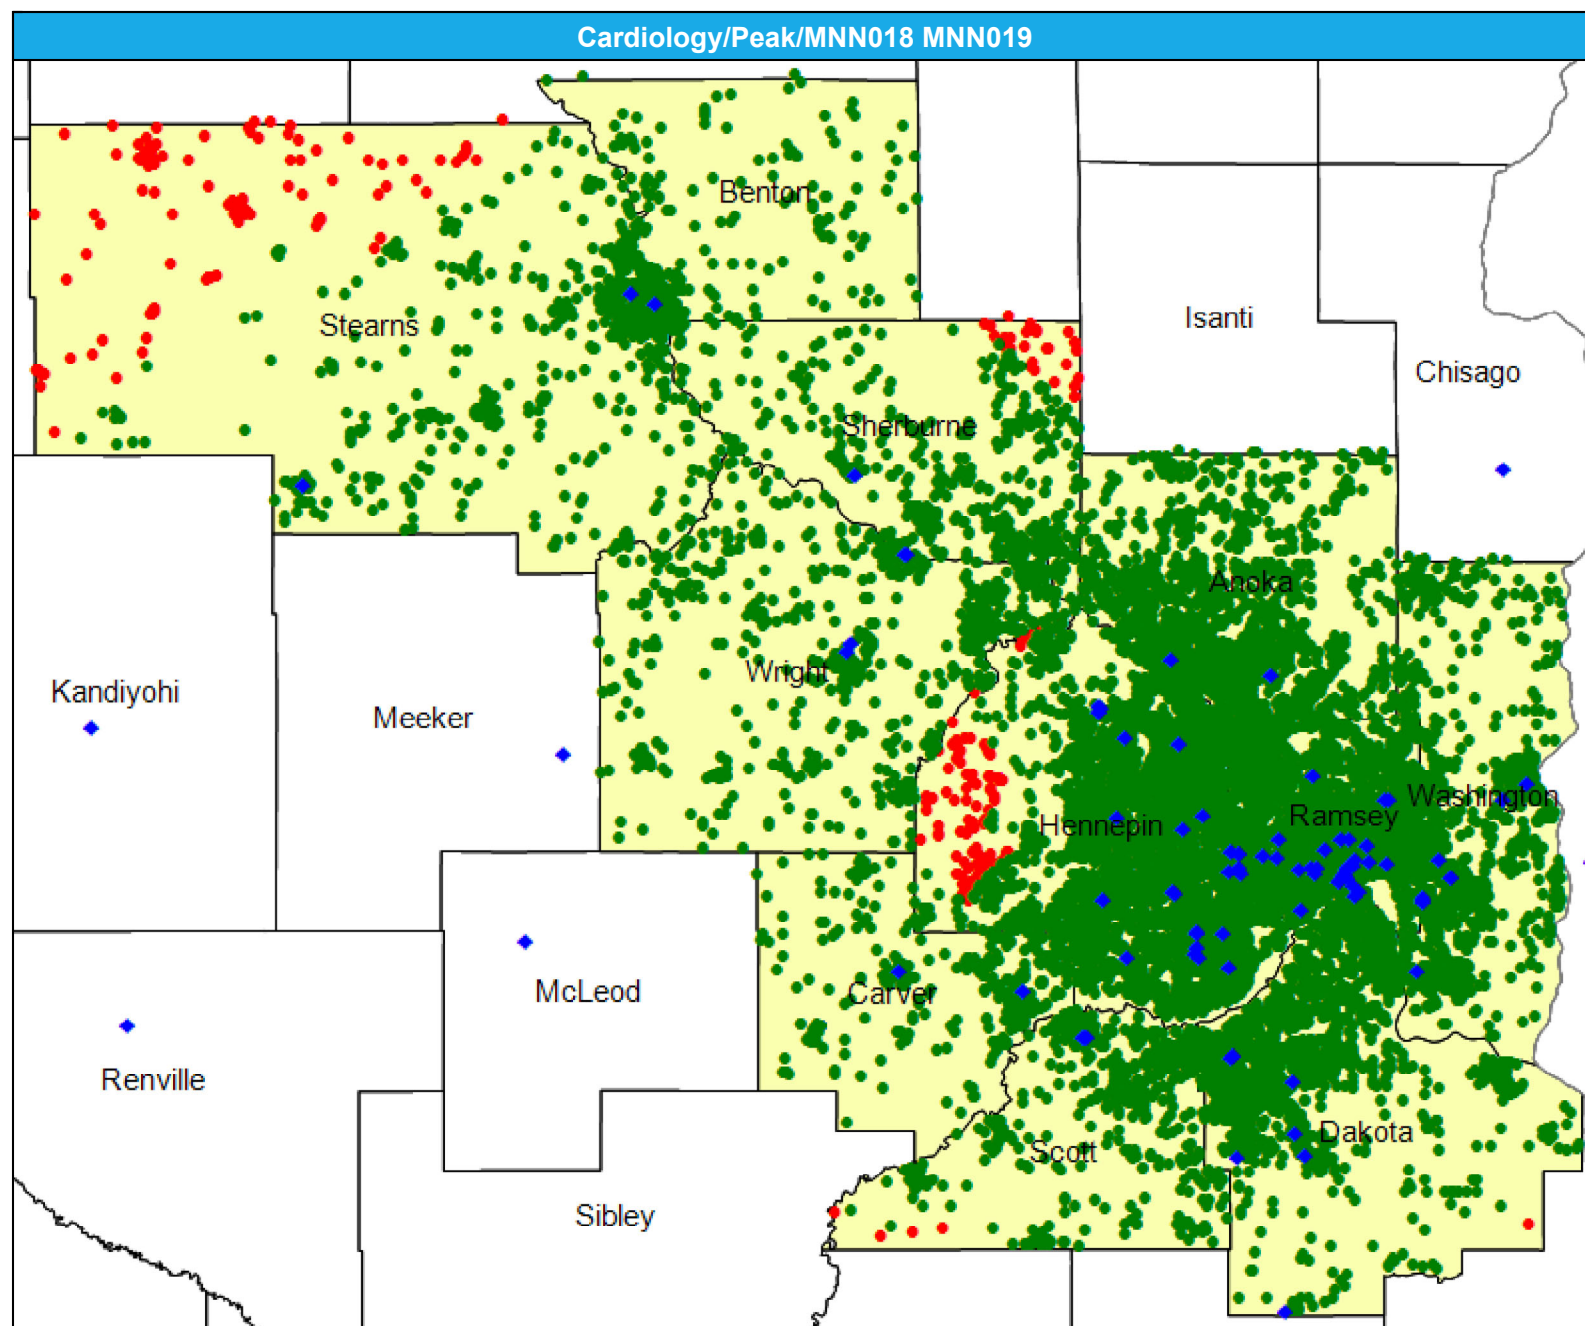 Cardiology/Peak/MNN018 MNN019
Benton
Isanti
Stearns
Chisago
Sherburne
Anoka
Wright
Kandiyohi
Meeker
Washington
Ramsey
Hennepin
McLeod
Carver
Renville
Dakota
Scott
Sibley